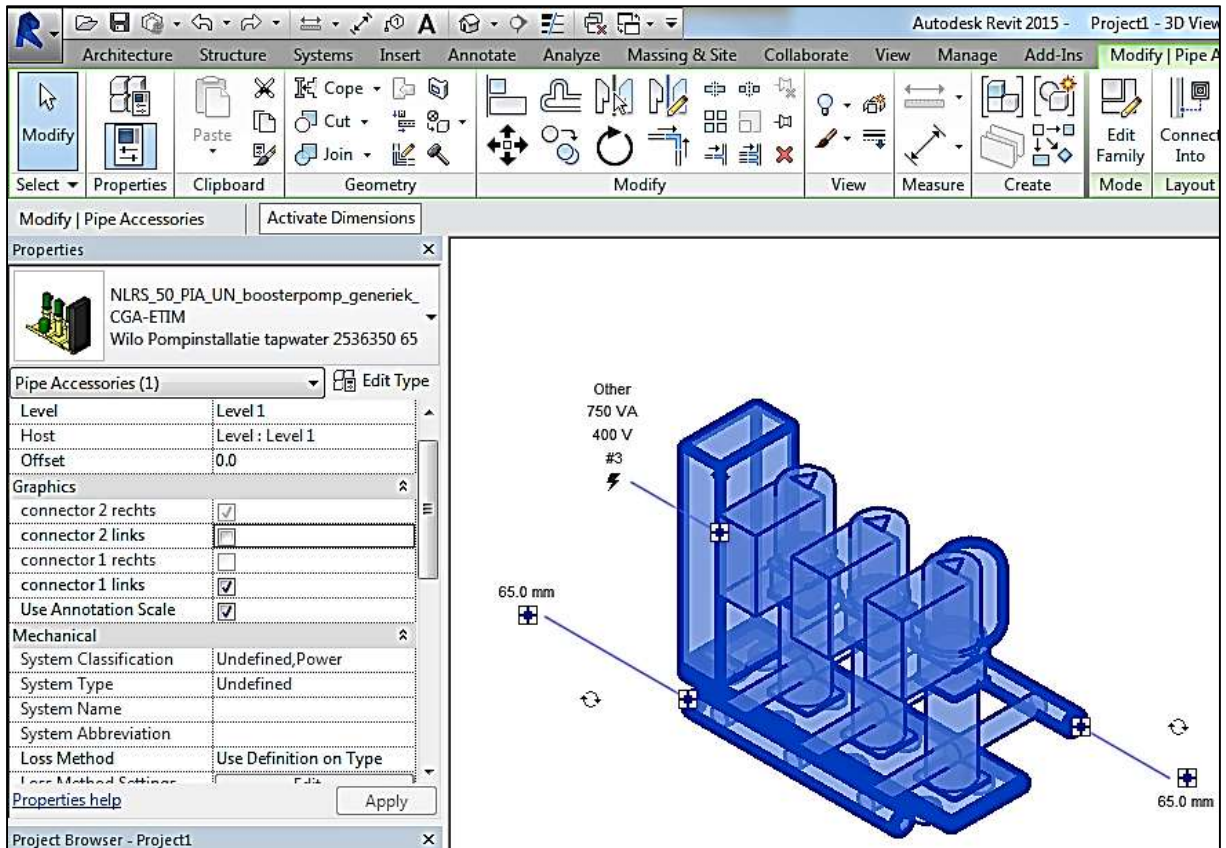 Autodesk Revit 2015 - Project1 - 3D View
Architecture Structure Systems Insert Annotate Analyze Massing & Site Collaborate View Manage Add-Ins Modify | Pipe A
Modify
Paste
Cope
Cut
Join
Edit Family
Connect Into
Select Properties Clipboard Geometry Modify View Measure Create Mode Layout
Modify | Pipe Accessories Activate Dimensions
Properties
NLRS_50_PIA_UN_boosterpomp_generiek_
CGA-ETIM
Wilo Pompinstallatie tapwater 2536350 65
Pipe Accessories (1) Edit Type
Level Level 1
Host Level : Level 1
Offset 0.0
Graphics
connector 2 rechts
connector 2 links
connector 1 rechts
connector 1 links
Use Annotation Scale
Mechanical
System Classification Undefined,Power
System Type Undefined
System Name
System Abbreviation
Loss Method Use Definition on Type
Loss Method Settings Edit
Properties help Apply
Project Browser - Project1
Other
750 VA
400 V
#3
65.0 mm
65.0 mm